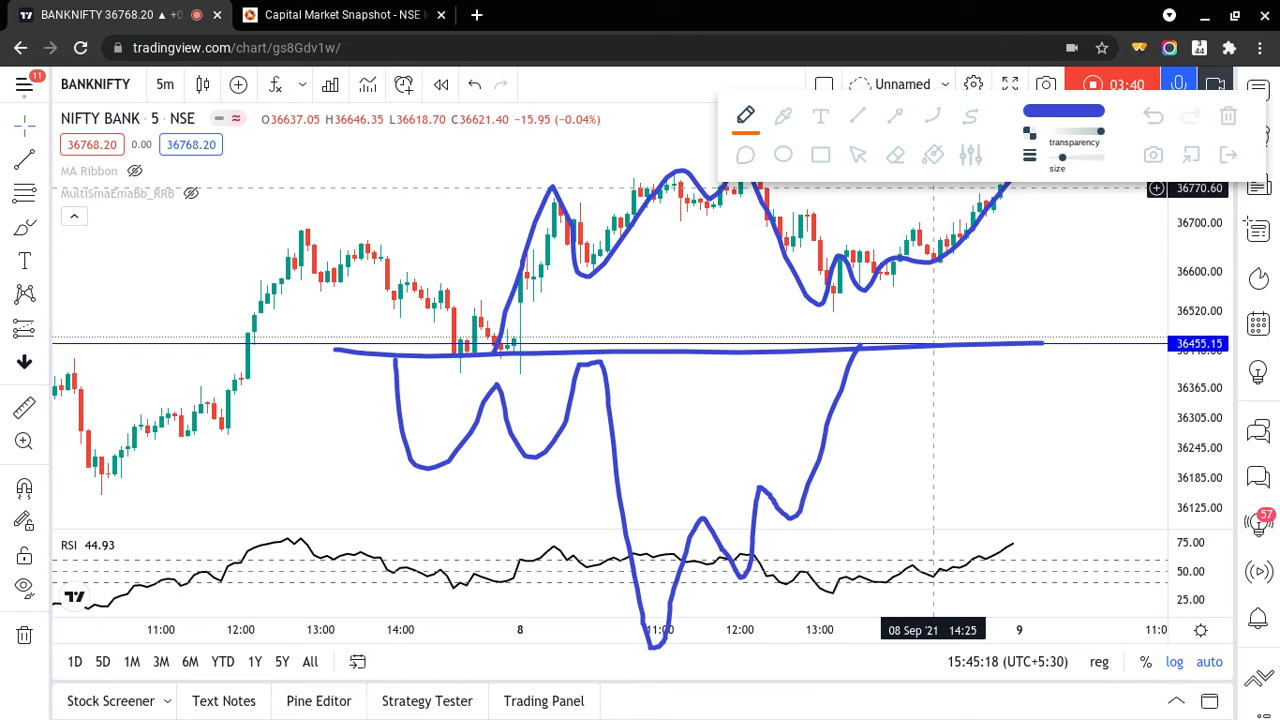 BANKNIFTY 36768.20 ▲ +0
Capital Market Snapshot - NSE I
tradingview.com/chart/gs8Gdv1w/
44
11
BANKNIFTY
5m
Unnamed
03:40
NIFTY BANK · 5 · NSE
O36637.05 H36646.35 L36618.70 C36621.40 −15.95 (−0.04%)
36768.20
0.00
36768.20
transparency
size
MA Ribbon
MultiSmaEmaBb_RRB
36770.60
36700.00
36600.00
36520.00
36455.15
36365.00
36305.00
36245.00
36185.00
36125.00
57
RSI 44.93
75.00
50.00
25.00
11:00
12:00
13:00
14:00
8
11:00
12:00
13:00
08 Sep '21 14:25
9
11:0
1D 5D 1M 3M 6M YTD 1Y 5Y All
15:45:18 (UTC+5:30) reg % log auto
Stock Screener Text Notes Pine Editor Strategy Tester Trading Panel